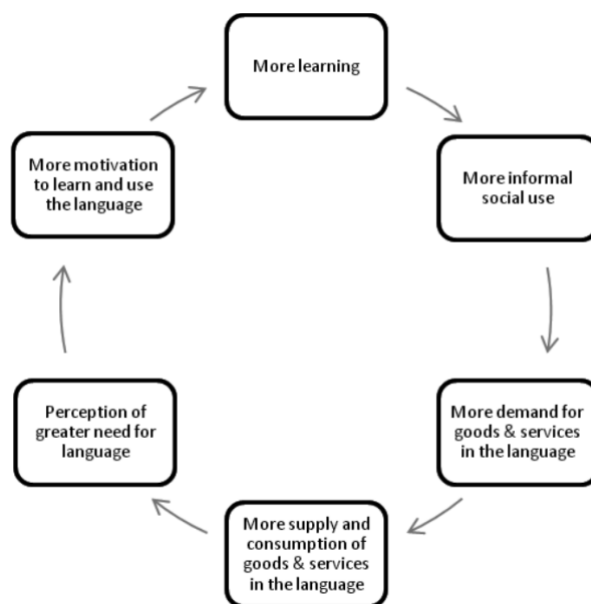 More learning
More informal
social use
More demand for
goods & services
in the language
More supply and
consumption of
goods & services
in the language
Perception of
greater need for
language
More motivation
to learn and use
the language